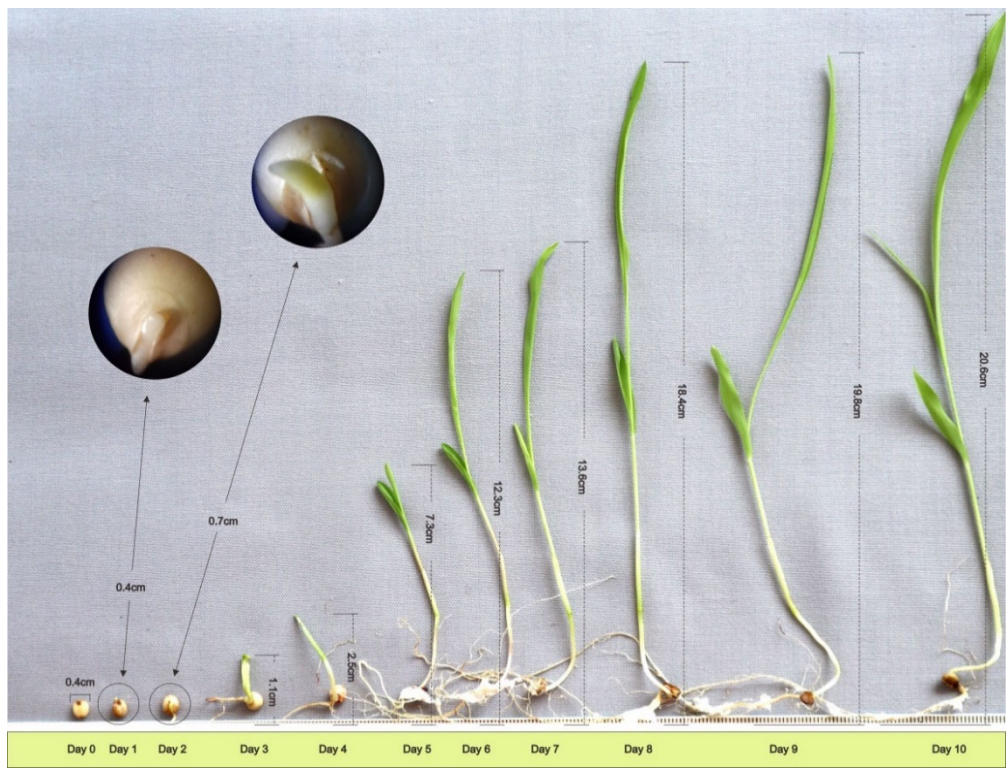 0.4cm
0.4cm
0.7cm
1.1cm
2.5cm
7.3cm
12.3cm
13.6cm
18.4cm
19.8cm
20.6cm
Day 0
Day 1
Day 2
Day 3
Day 4
Day 5
Day 6
Day 7
Day 8
Day 9
Day 10